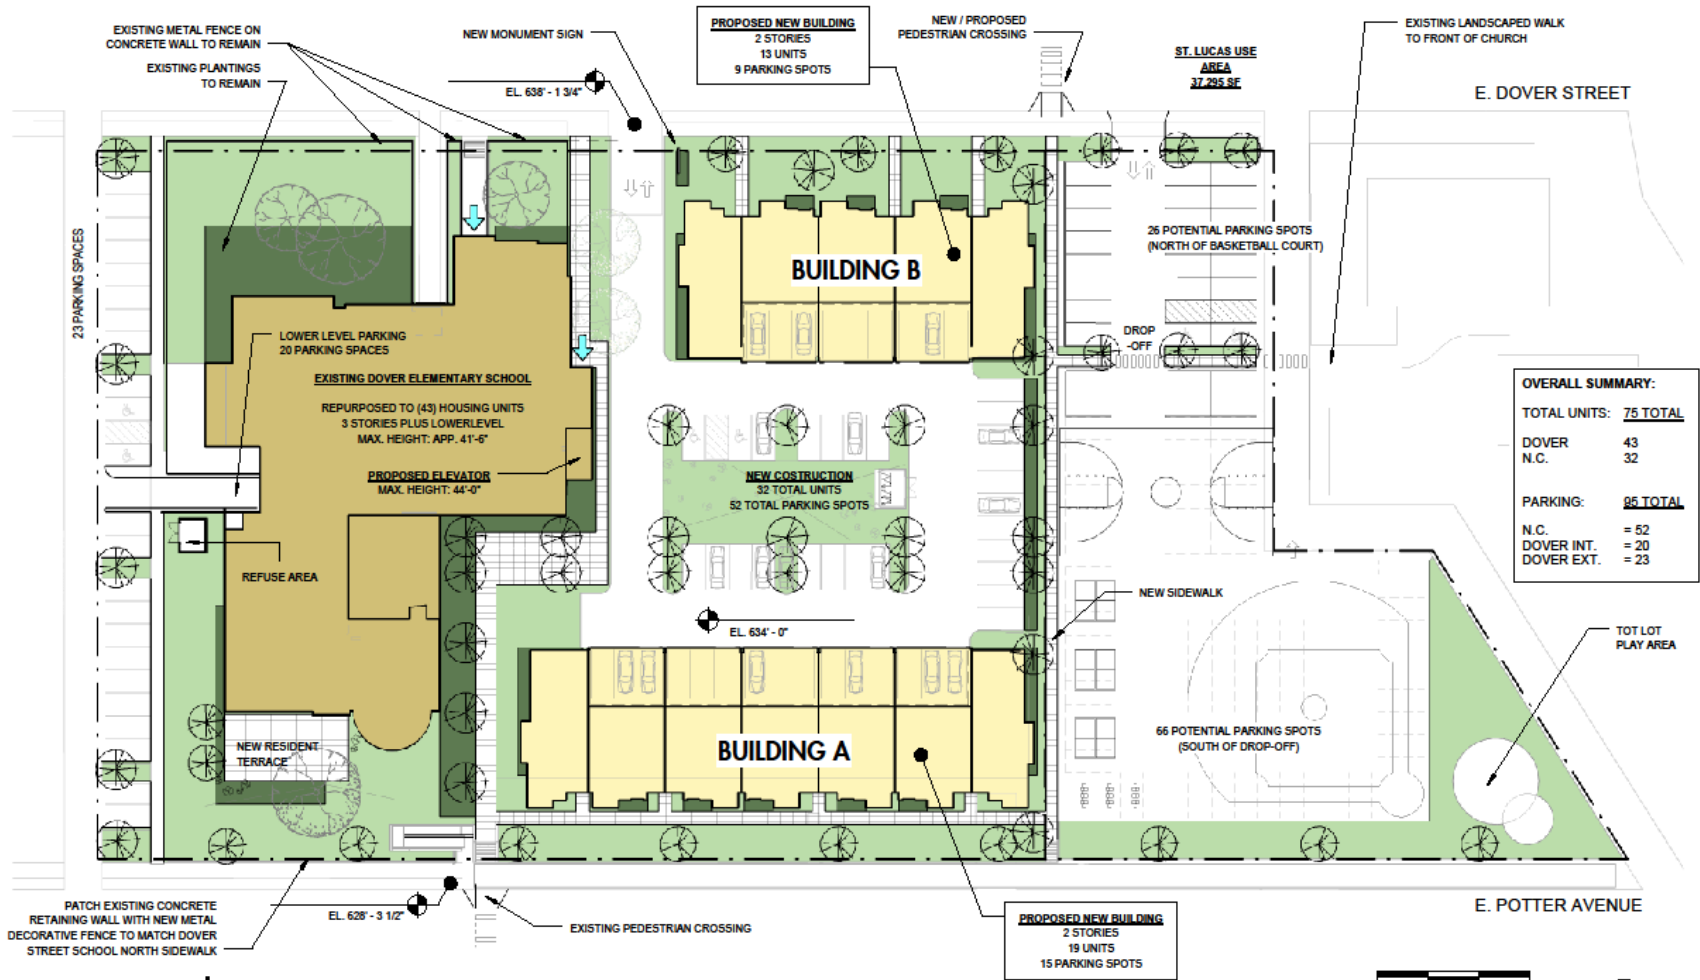 EXISTING METAL FENCE ON
CONCRETE WALL TO REMAIN
EXISTING PLANTINGS
TO REMAIN
NEW MONUMENT SIGN
EL. 638' - 1 3/4"
PROPOSED NEW BUILDING
2 STORIES
13 UNITS
9 PARKING SPOTS
NEW / PROPOSED
PEDESTRIAN CROSSING
ST. LUCAS USE
AREA
37,295 SF
EXISTING LANDSCAPED WALK
TO FRONT OF CHURCH
E. DOVER STREET
23 PARKING SPACES
LOWER LEVEL PARKING
20 PARKING SPACES
EXISTING DOVER ELEMENTARY SCHOOL
REPURPOSED TO (43) HOUSING UNITS
3 STORIES PLUS LOWERLEVEL
MAX. HEIGHT: APP. 41'-6"
PROPOSED ELEVATOR
MAX. HEIGHT: 44'-0"
REFUSE AREA
NEW RESIDENT
TERRACE
BUILDING B
26 POTENTIAL PARKING SPOTS
(NORTH OF BASKETBALL COURT)
DROP
-OFF
NEW COSTRUCTION
32 TOTAL UNITS
52 TOTAL PARKING SPOTS
EL. 634' - 0"
BUILDING A
NEW SIDEWALK
66 POTENTIAL PARKING SPOTS
(SOUTH OF DROP-OFF)
OVERALL SUMMARY:
TOTAL UNITS: 75 TOTAL
DOVER 43
N.C. 32
PARKING: 95 TOTAL
N.C. = 52
DOVER INT. = 20
DOVER EXT. = 23
TOT LOT
PLAY AREA
PATCH EXISTING CONCRETE
RETAINING WALL WITH NEW METAL
DECORATIVE FENCE TO MATCH DOVER
STREET SCHOOL NORTH SIDEWALK
EL. 628' - 3 1/2"
EXISTING PEDESTRIAN CROSSING
PROPOSED NEW BUILDING
2 STORIES
19 UNITS
15 PARKING SPOTS
E. POTTER AVENUE